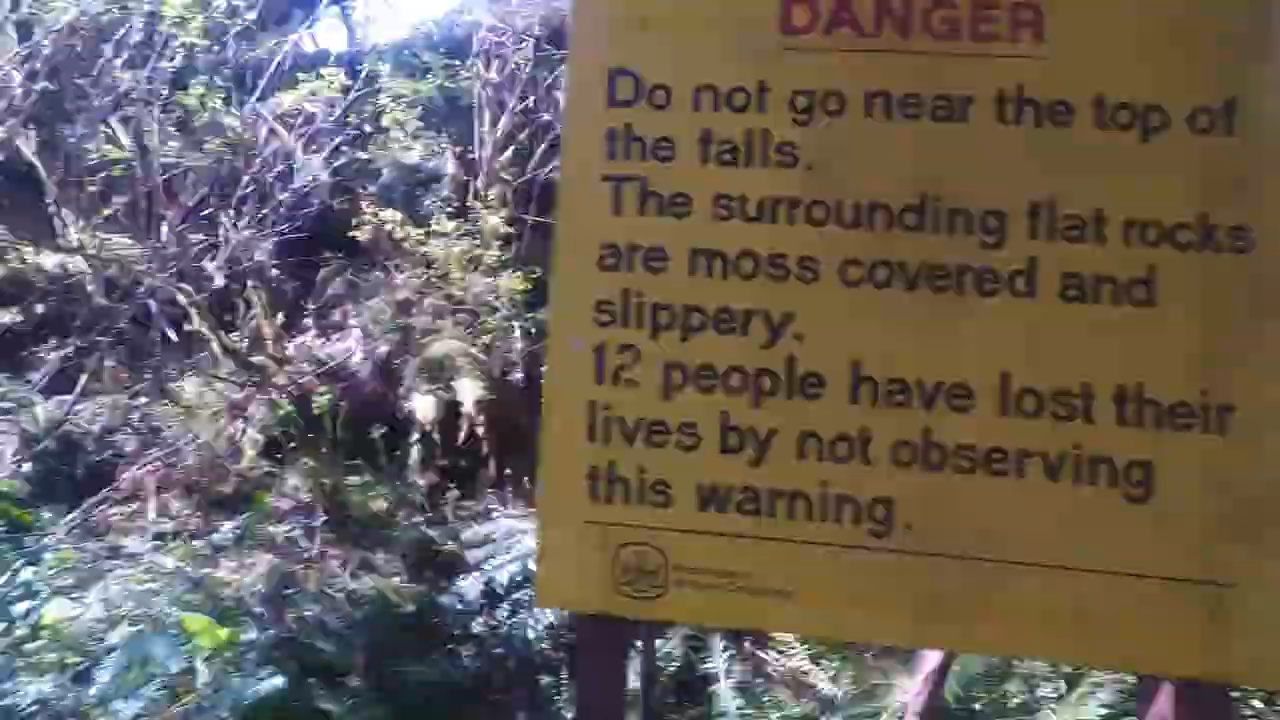 DANGER
Do not go near the top of
the falls.
The surrounding flat rocks
are moss covered and
slippery.
12 people have lost their
lives by not observing
this warning.